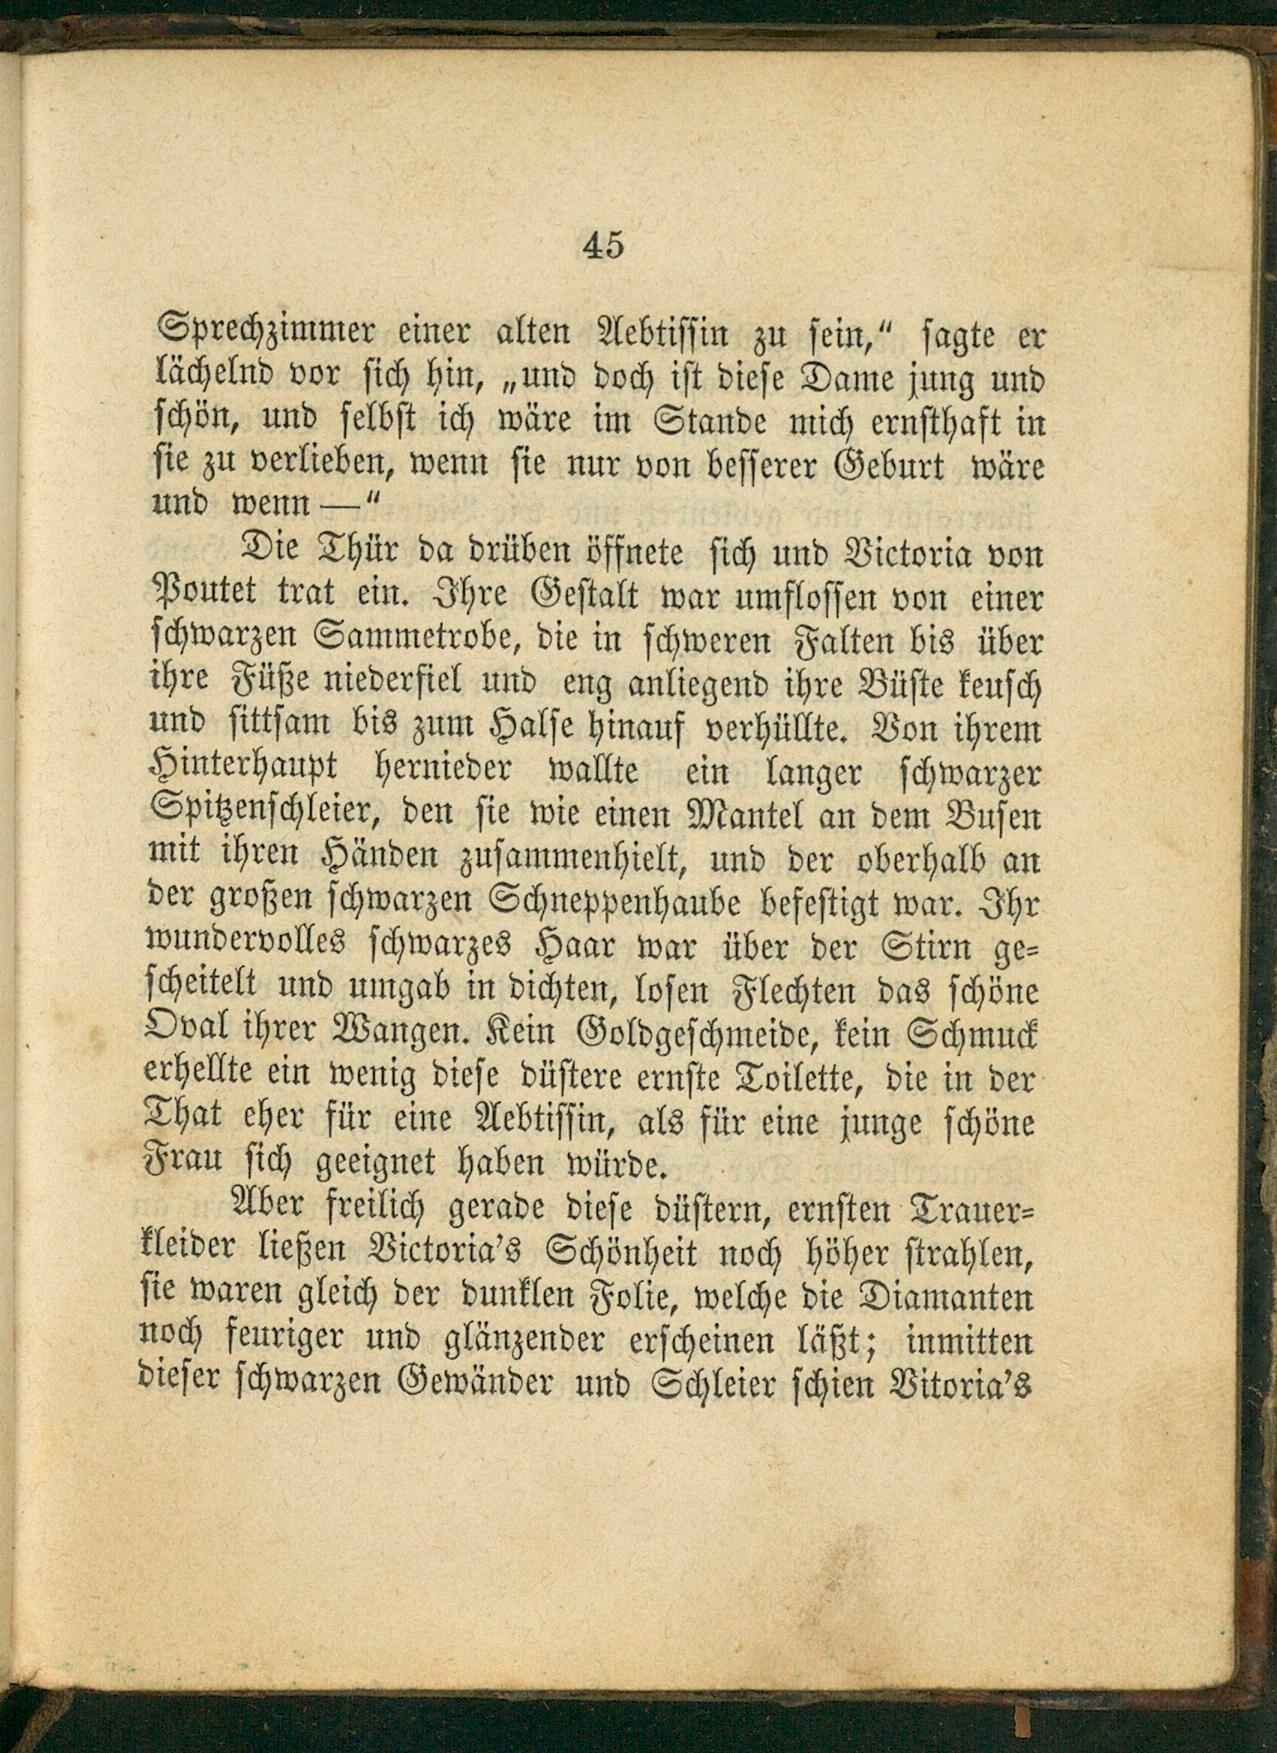 45
Sprechzimmer einer alten Aebtissin zu sein,“ sagte er
lächelnd vor sich hin, „und doch ist diese Dame jung und
schön, und selbst ich wäre im Stande mich ernsthaft in
sie zu verlieben, wenn sie nur von besserer Geburt wäre
und wenn —“
Die Thür da drüben öffnete sich und Victoria von
Poutet trat ein. Ihre Gestalt war umflossen von einer
schwarzen Sammetrobe, die in schweren Falten bis über
ihre Füße niederfiel und eng anliegend ihre Büste keusch
und sittsam bis zum Halse hinauf verhüllte. Von ihrem
Hinterhaupt hernieder wallte ein langer schwarzer
Spitzenschleier, den sie wie einen Mantel an dem Busen
mit ihren Händen zusammenhielt, und der oberhalb an
der großen schwarzen Schneppenhaube befestigt war. Ihr
wundervolles schwarzes Haar war über der Stirn ge-
scheitelt und umgab in dichten, losen Flechten das schöne
Oval ihrer Wangen. Kein Goldgeschmeide, kein Schmuck
erhellte ein wenig diese düstere ernste Toilette, die in der
That eher für eine Aebtissin, als für eine junge schöne
Frau sich geeignet haben würde.
Aber freilich gerade diese düstern, ernsten Trauer-
kleider ließen Victoria’s Schönheit noch höher strahlen,
sie waren gleich der dunklen Folie, welche die Diamanten
noch feuriger und glänzender erscheinen läßt; inmitten
dieser schwarzen Gewänder und Schleier schien Vitoria’s